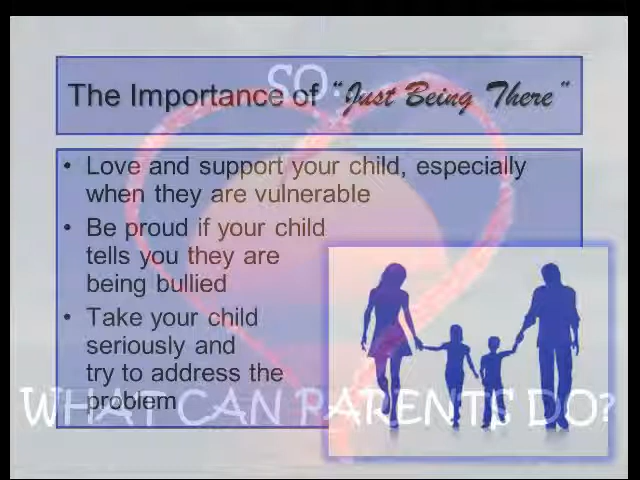 SO:
The Importance of "Just Being There"
• Love and support your child, especially
when they are vulnerable
• Be proud if your child
tells you they are
being bullied
• Take your child
seriously and
try to address the
problem
WHAT CAN PARENTS DO?